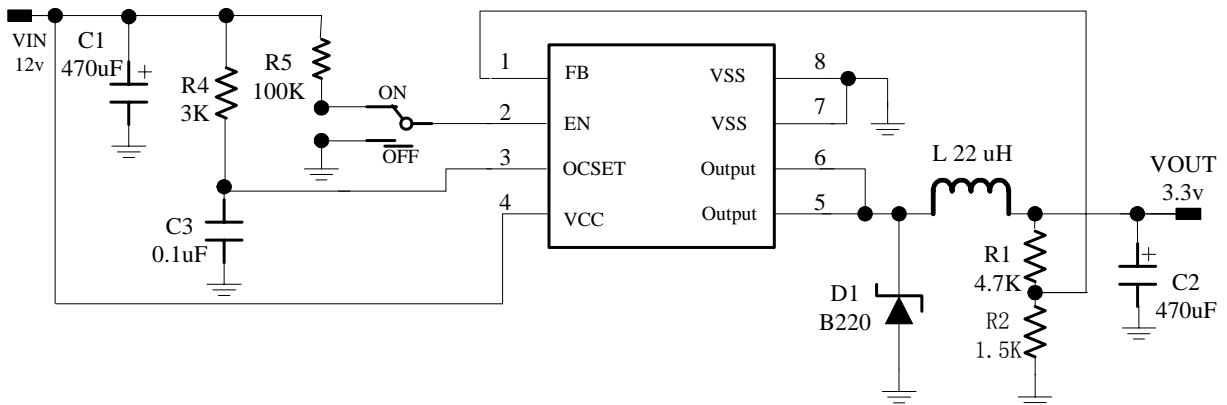 VIN
12v
C1
470uF
+
R4
3K
R5
100K
ON
OFF
C3
0.1uF
1
2
3
4
FB
EN
OCSET
VCC
VSS
VSS
Output
Output
8
7
6
5
L 22 uH
VOUT
3.3v
R1
4.7K
R2
1.5K
D1
B220
+
C2
470uF